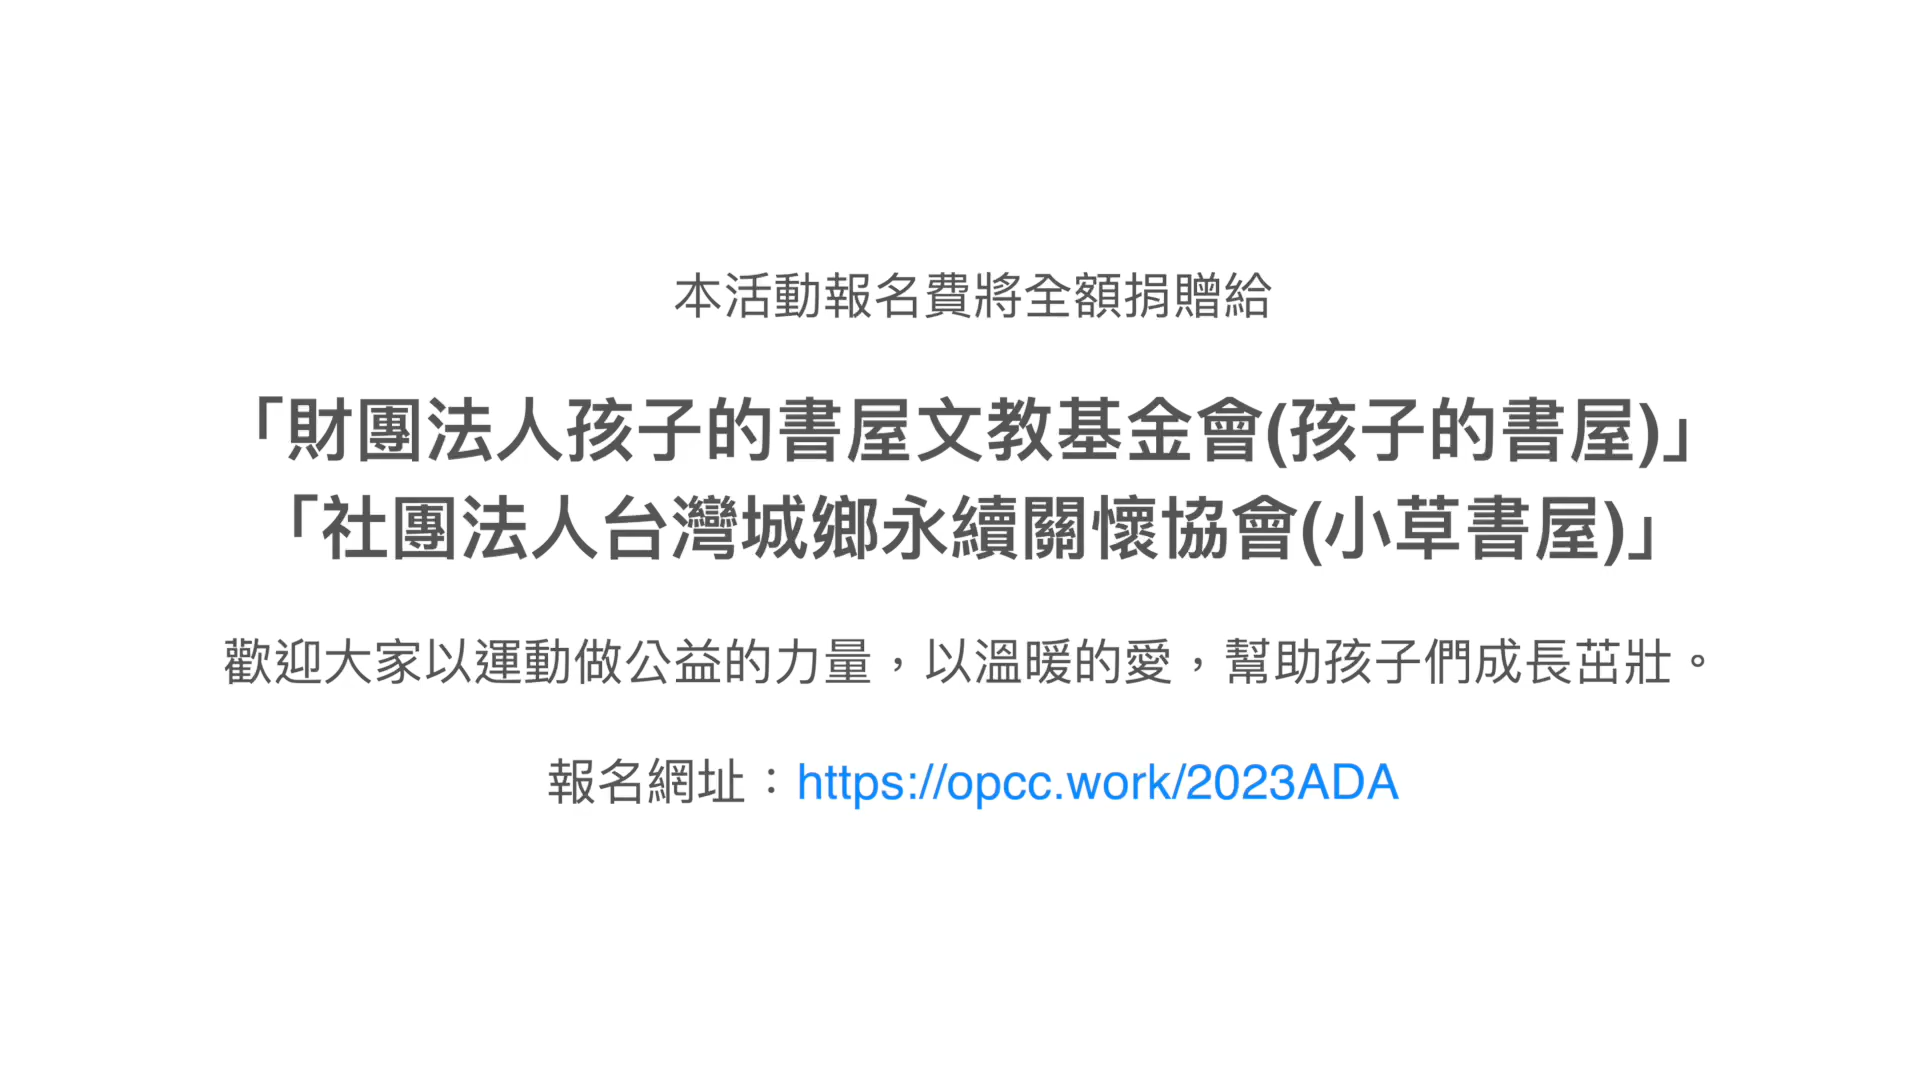 本活動報名費將全額捐贈給
「財團法人孩子的書屋文教基金會(孩子的書屋)」
「社團法人台灣城鄉永續關懷協會(小草書屋)」
歡迎大家以運動做公益的力量，以溫暖的愛，幫助孩子們成長茁壯。
報名網址：https://opcc.work/2023ADA